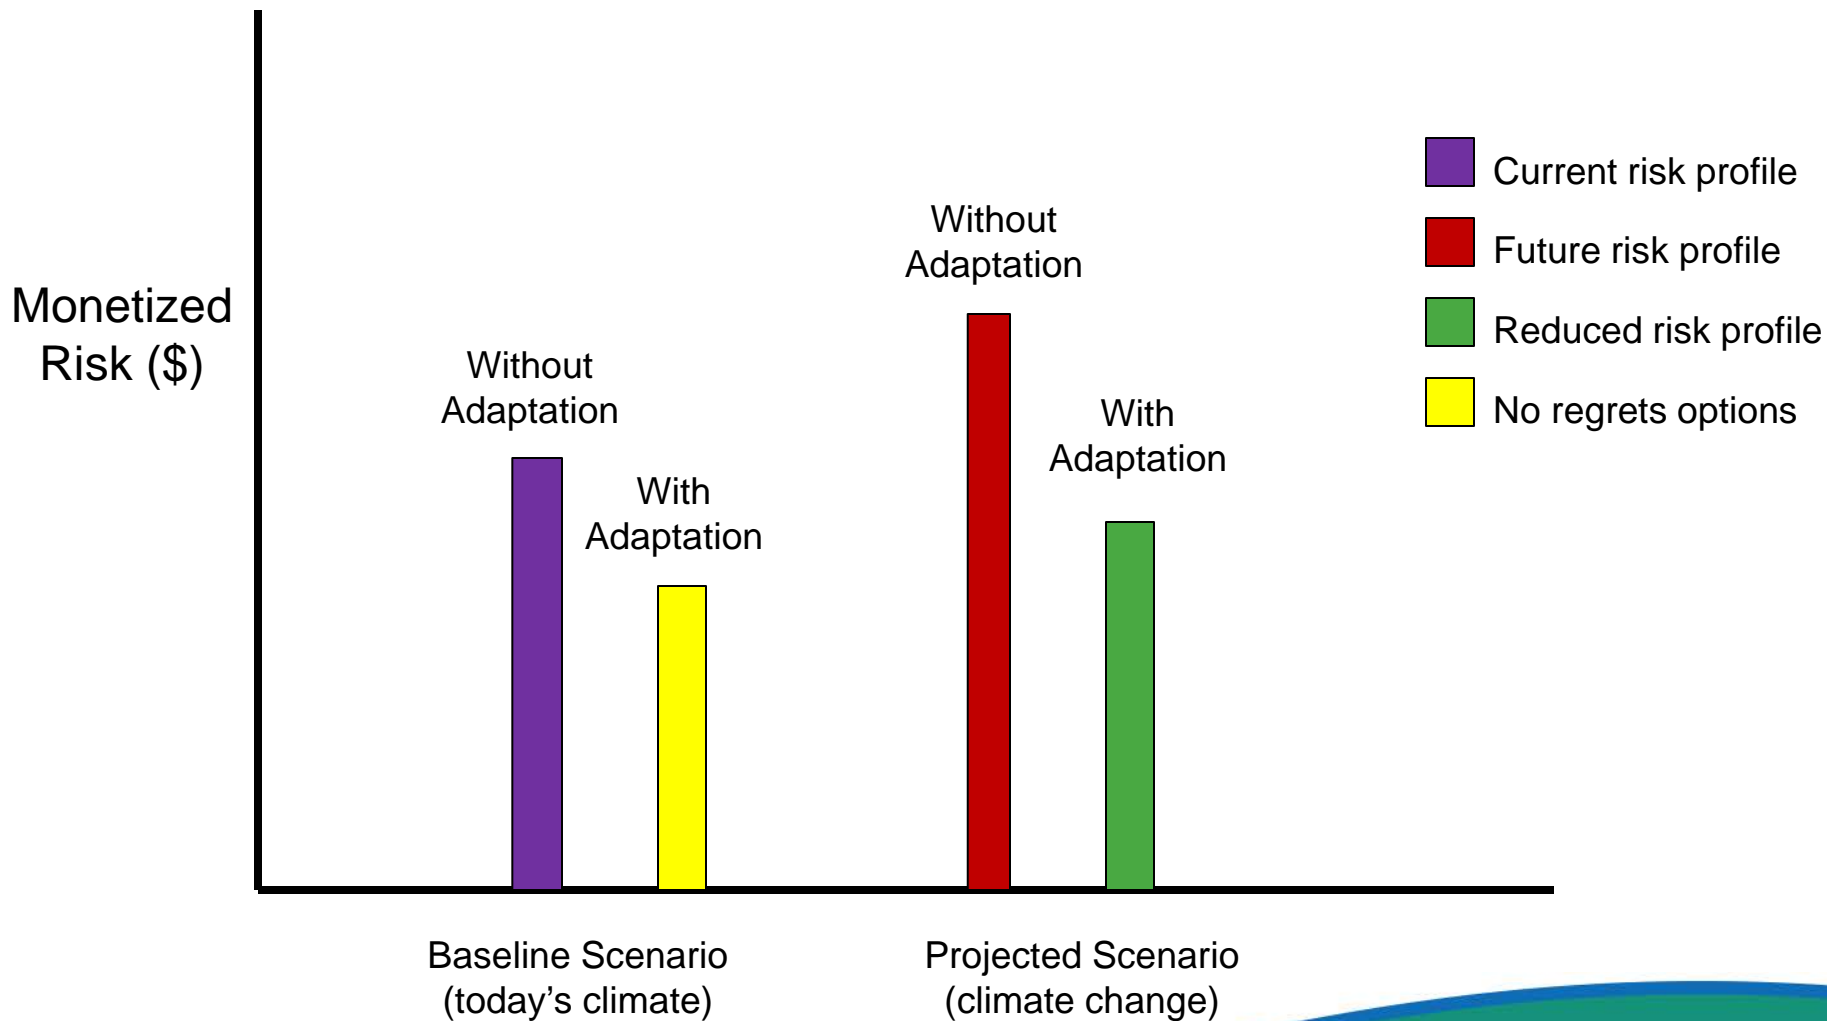 Monetized
Risk ($)
Without
Adaptation
With
Adaptation
Without
Adaptation
With
Adaptation
Current risk profile
Future risk profile
Reduced risk profile
No regrets options
Baseline Scenario
(today’s climate)
Projected Scenario
(climate change)